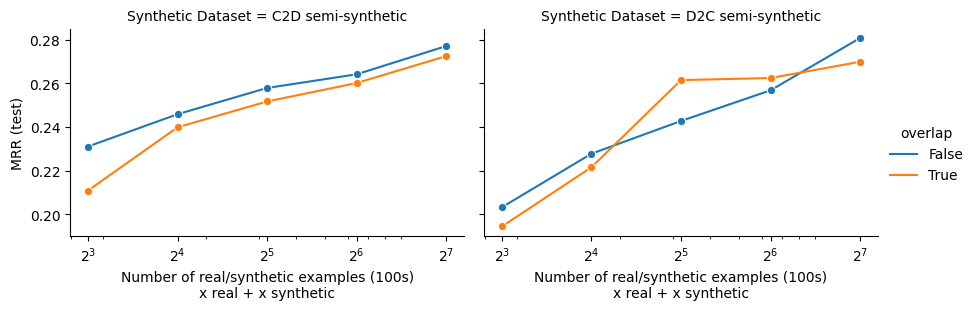 Synthetic Dataset = C2D semi-synthetic
Synthetic Dataset = D2C semi-synthetic
0.28
0.26
0.24
0.22
0.20
MRR (test)
2^3
2^4
2^5
2^6
2^7
Number of real/synthetic examples (100s)
x real + x synthetic
2^3
2^4
2^5
2^6
2^7
Number of real/synthetic examples (100s)
x real + x synthetic
overlap
False
True